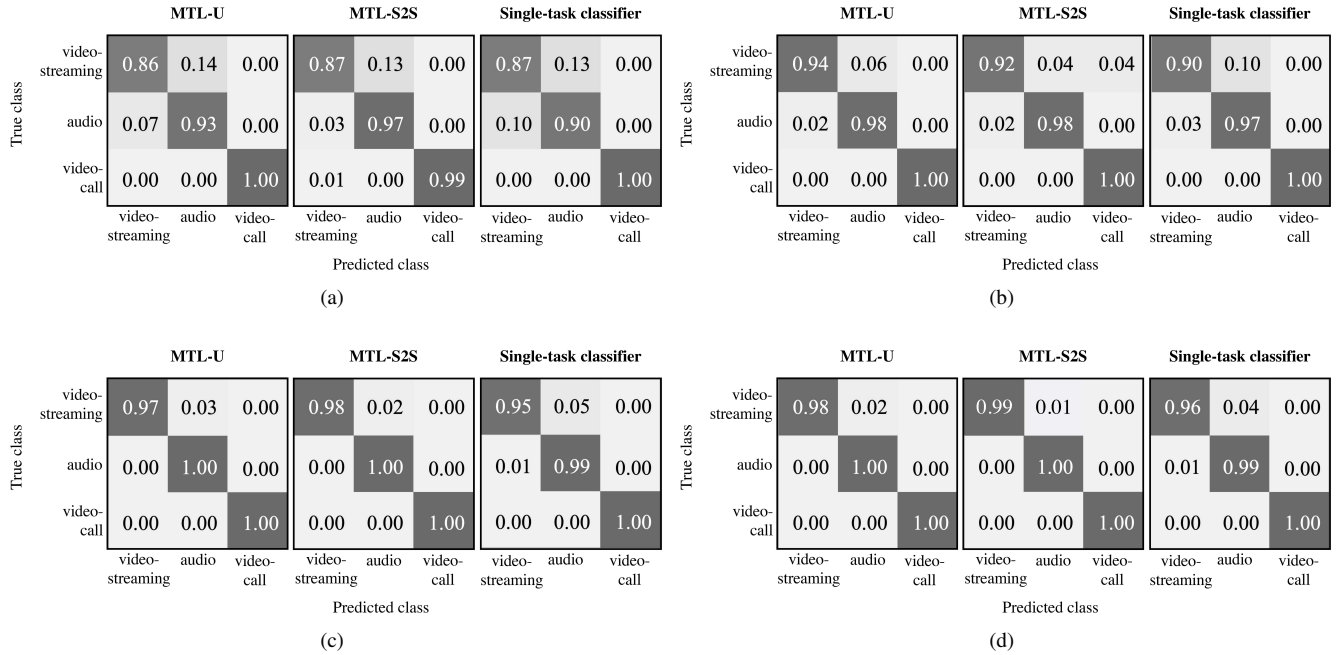 MTL-U MTL-S2S Single-task classifier
True class
video-
streaming 0.86 0.14 0.00 0.87 0.13 0.00 0.87 0.13 0.00
audio 0.07 0.93 0.00 0.03 0.97 0.00 0.10 0.90 0.00
video-
call 0.00 0.00 1.00 0.01 0.00 0.99 0.00 0.00 1.00
video- audio video- video- audio video- video- audio video-
streaming call streaming call streaming call
Predicted class
(a)
MTL-U MTL-S2S Single-task classifier
True class
video-
streaming 0.94 0.06 0.00 0.92 0.04 0.04 0.90 0.10 0.00
audio 0.02 0.98 0.00 0.02 0.98 0.00 0.03 0.97 0.00
video-
call 0.00 0.00 1.00 0.00 0.00 1.00 0.00 0.00 1.00
video- audio video- video- audio video- video- audio video-
streaming call streaming call streaming call
Predicted class
(b)
MTL-U MTL-S2S Single-task classifier
True class
video-
streaming 0.97 0.03 0.00 0.98 0.02 0.00 0.95 0.05 0.00
audio 0.00 1.00 0.00 0.00 1.00 0.00 0.01 0.99 0.00
video-
call 0.00 0.00 1.00 0.00 0.00 1.00 0.00 0.00 1.00
video- audio video- video- audio video- video- audio video-
streaming call streaming call streaming call
Predicted class
(c)
MTL-U MTL-S2S Single-task classifier
True class
video-
streaming 0.98 0.02 0.00 0.99 0.01 0.00 0.96 0.04 0.00
audio 0.00 1.00 0.00 0.00 1.00 0.00 0.01 0.99 0.00
video-
call 0.00 0.00 1.00 0.00 0.00 1.00 0.00 0.00 1.00
video- audio video- video- audio video- video- audio video-
streaming call streaming call streaming call
Predicted class
(d)